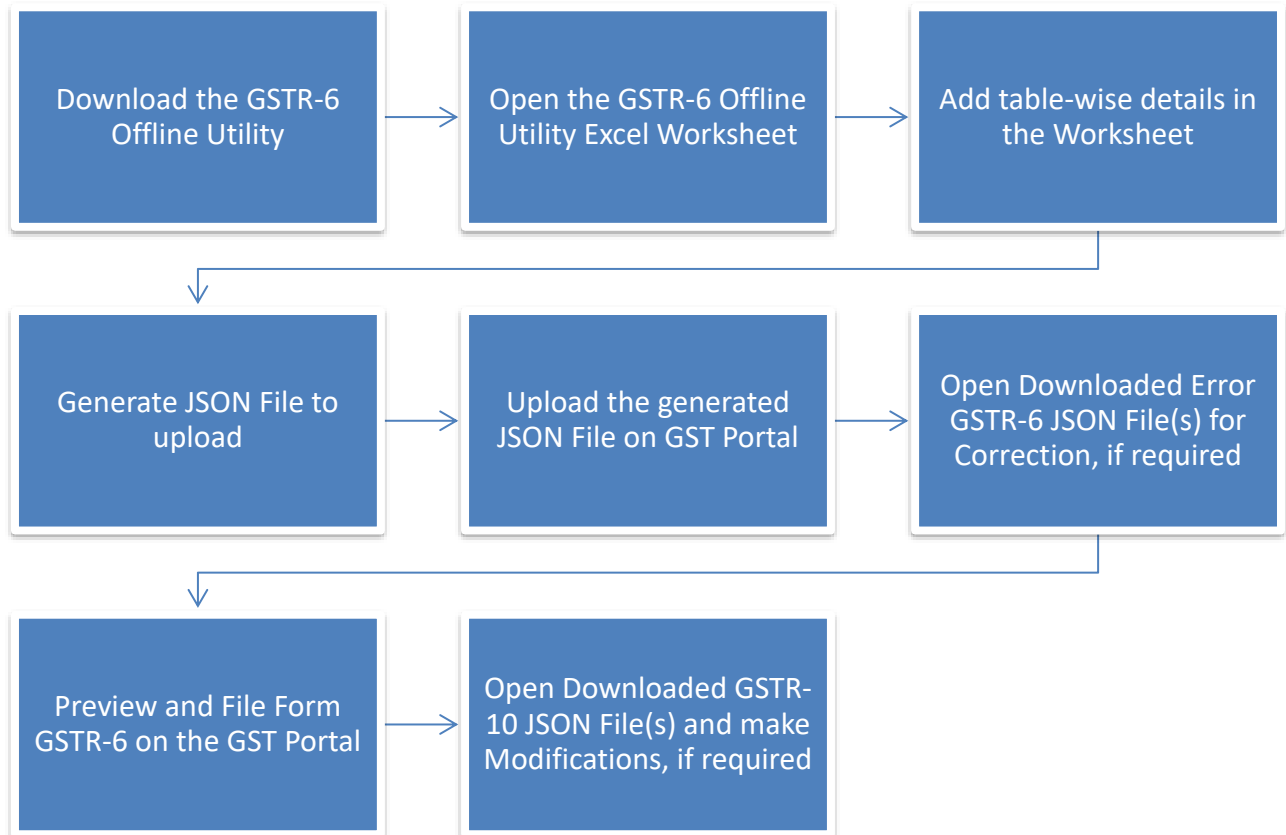 Download the GSTR-6
Offline Utility
Open the GSTR-6 Offline
Utility Excel Worksheet
Add table-wise details in
the Worksheet
Generate JSON File to
upload
Upload the generated
JSON File on GST Portal
Open Downloaded Error
GSTR-6 JSON File(s) for
Correction, if required
Preview and File Form
GSTR-6 on the GST Portal
Open Downloaded GSTR-
10 JSON File(s) and make
Modifications, if required